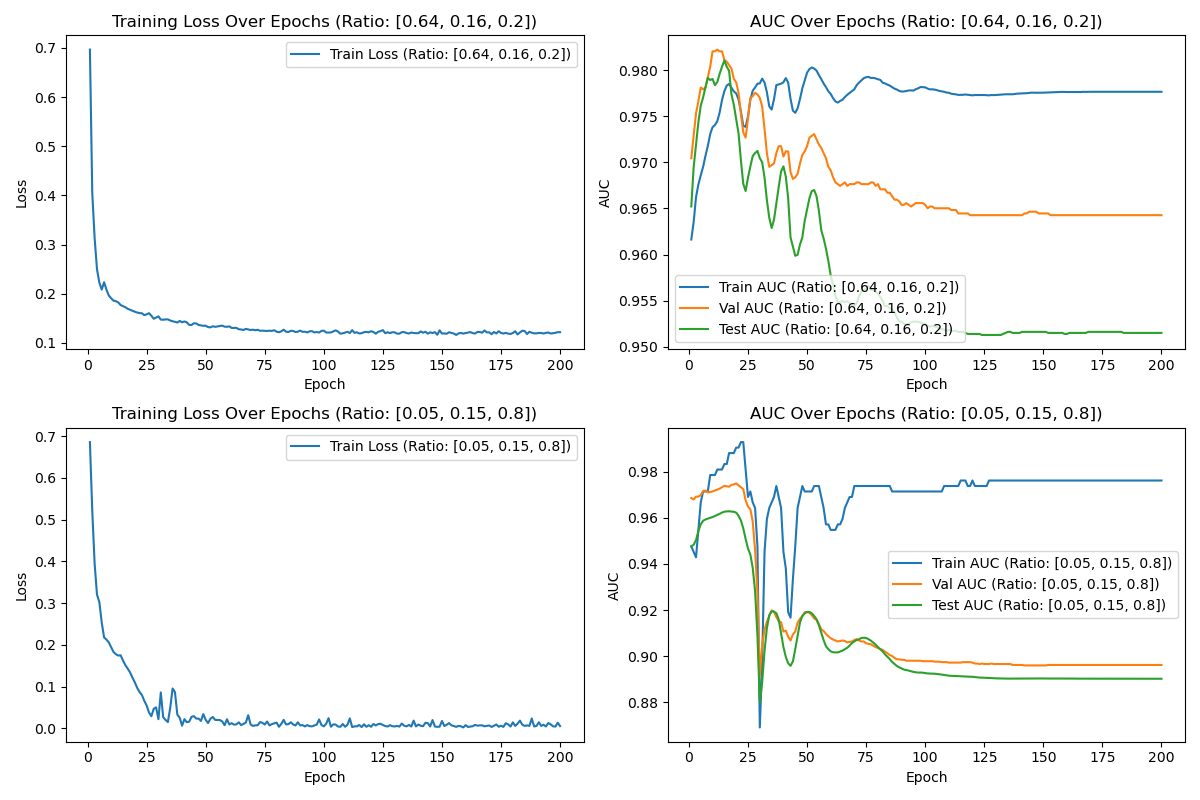 Training Loss Over Epochs (Ratio: [0.64, 0.16, 0.2])
0.7
0.6
0.5
0.4
0.3
0.2
0.1
Loss
Train Loss (Ratio: [0.64, 0.16, 0.2])
0 25 50 75 100 125 150 175 200
Epoch
AUC Over Epochs (Ratio: [0.64, 0.16, 0.2])
0.980
0.975
0.970
0.965
0.960
0.955
0.950
AUC
Train AUC (Ratio: [0.64, 0.16, 0.2])
Val AUC (Ratio: [0.64, 0.16, 0.2])
Test AUC (Ratio: [0.64, 0.16, 0.2])
0 25 50 75 100 125 150 175 200
Epoch
Training Loss Over Epochs (Ratio: [0.05, 0.15, 0.8])
0.7
0.6
0.5
0.4
0.3
0.2
0.1
0.0
Loss
Train Loss (Ratio: [0.05, 0.15, 0.8])
0 25 50 75 100 125 150 175 200
Epoch
AUC Over Epochs (Ratio: [0.05, 0.15, 0.8])
0.98
0.96
0.94
0.92
0.90
0.88
AUC
Train AUC (Ratio: [0.05, 0.15, 0.8])
Val AUC (Ratio: [0.05, 0.15, 0.8])
Test AUC (Ratio: [0.05, 0.15, 0.8])
0 25 50 75 100 125 150 175 200
Epoch